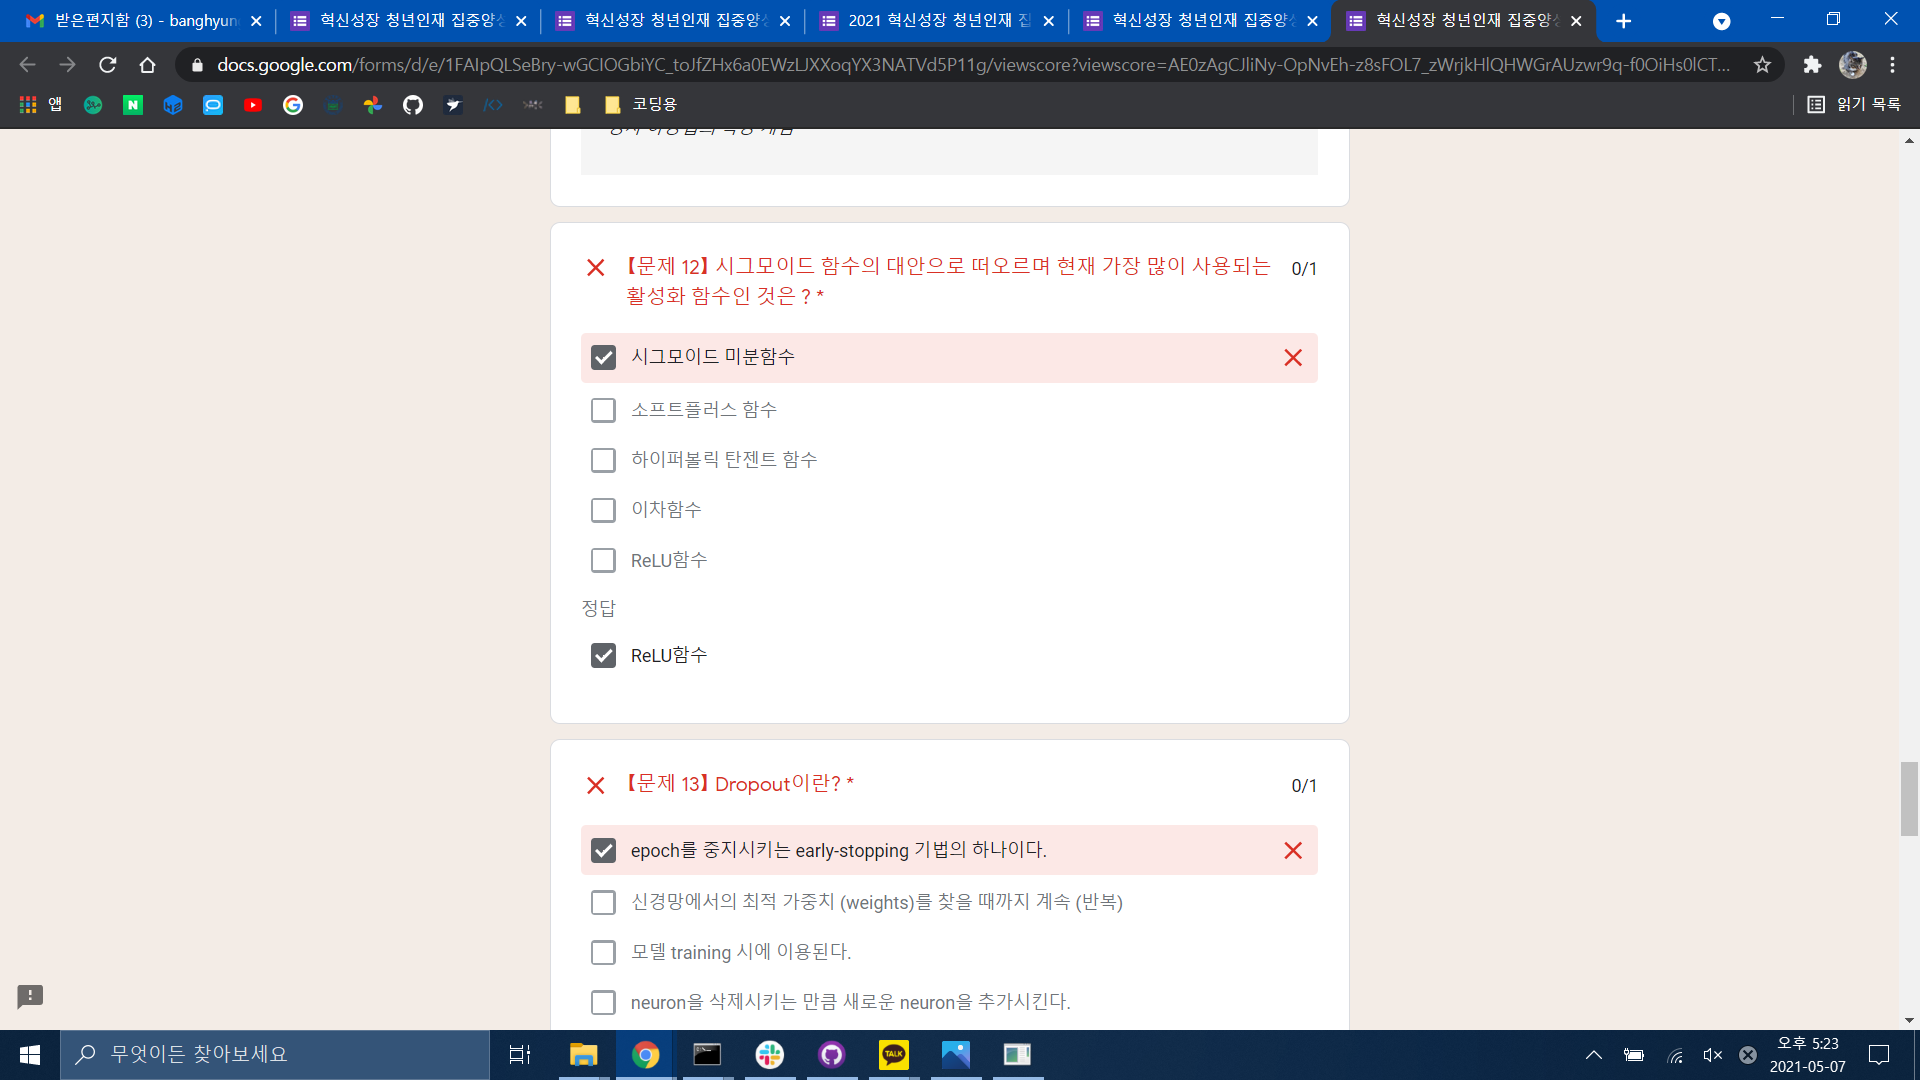 받은편지함 (3) - banghyun
혁신성장 청년인재 집중양성
혁신성장 청년인재 집중양성
2021 혁신성장 청년인재 집
혁신성장 청년인재 집중양성
혁신성장 청년인재 집중양성
docs.google.com/forms/d/e/1FAIpQLSeBry-wGClOGbiYC_toJfZHx6a0EWzLJXXoqYX3NATVd5P11g/viewscore?viewscore=AE0zAgCJliNy-OpNvEh-z8sFOL7_zWrjkHlQHWGrAUzwr9q-f0OiHs0lCT...
앱
코딩용
읽기 목록
【문제 12】 시그모이드 함수의 대안으로 떠오르며 현재 가장 많이 사용되는
활성화 함수인 것은 ? *
0/1
시그모이드 미분함수
소프트플러스 함수
하이퍼볼릭 탄젠트 함수
이차함수
ReLU함수
정답
ReLU함수
【문제 13】 Dropout이란? *
0/1
epoch를 중지시키는 early-stopping 기법의 하나이다.
신경망에서의 최적 가중치 (weights)를 찾을 때까지 계속 (반복)
모델 training 시에 이용된다.
neuron을 삭제시키는 만큼 새로운 neuron을 추가시킨다.
무엇이든 찾아보세요
TALK
오후 5:23
2021-05-07